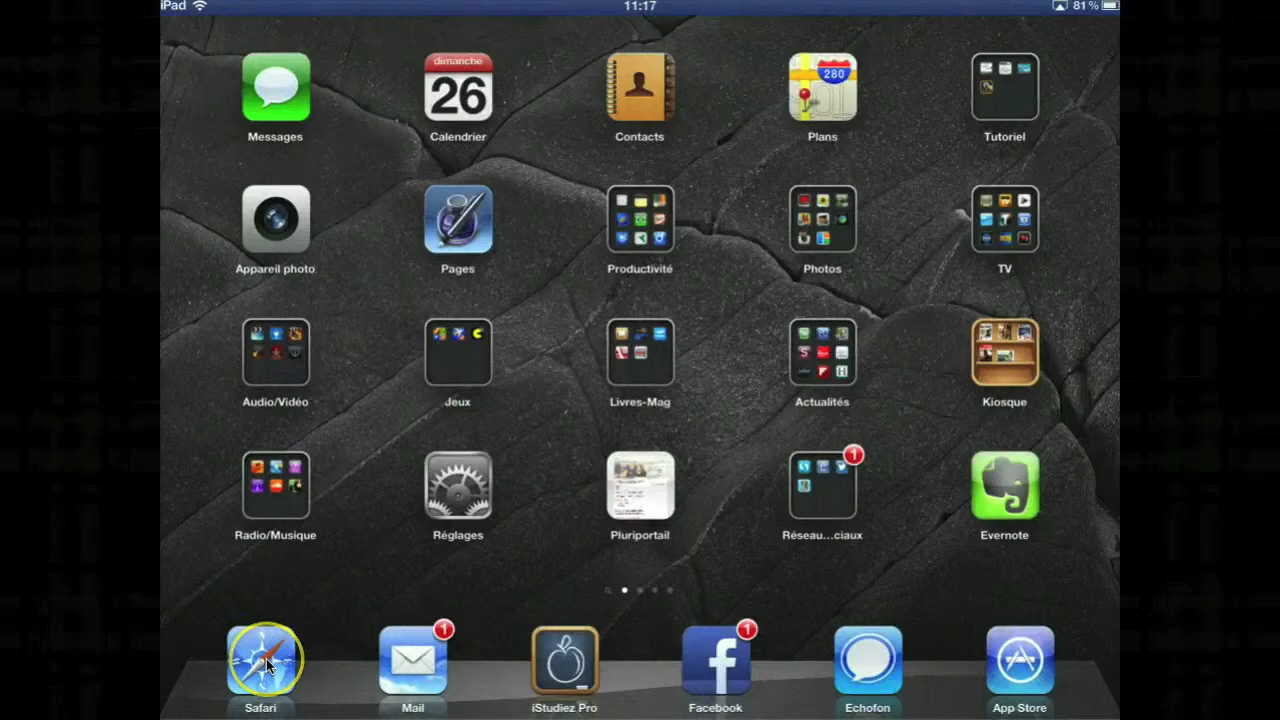 iPad 11:17 81 %
dimanche
26
280
Messages Calendrier Contacts Plans Tutoriel
Appareil photo Pages Productivité Photos TV
Audio/Vidéo Jeux Livres-Mag Actualités Kiosque
1
Radio/Musique Réglages Pluriportail Réseau...ciaux Evernote
1 1
Safari Mail iStudiez Pro Facebook Echofon App Store